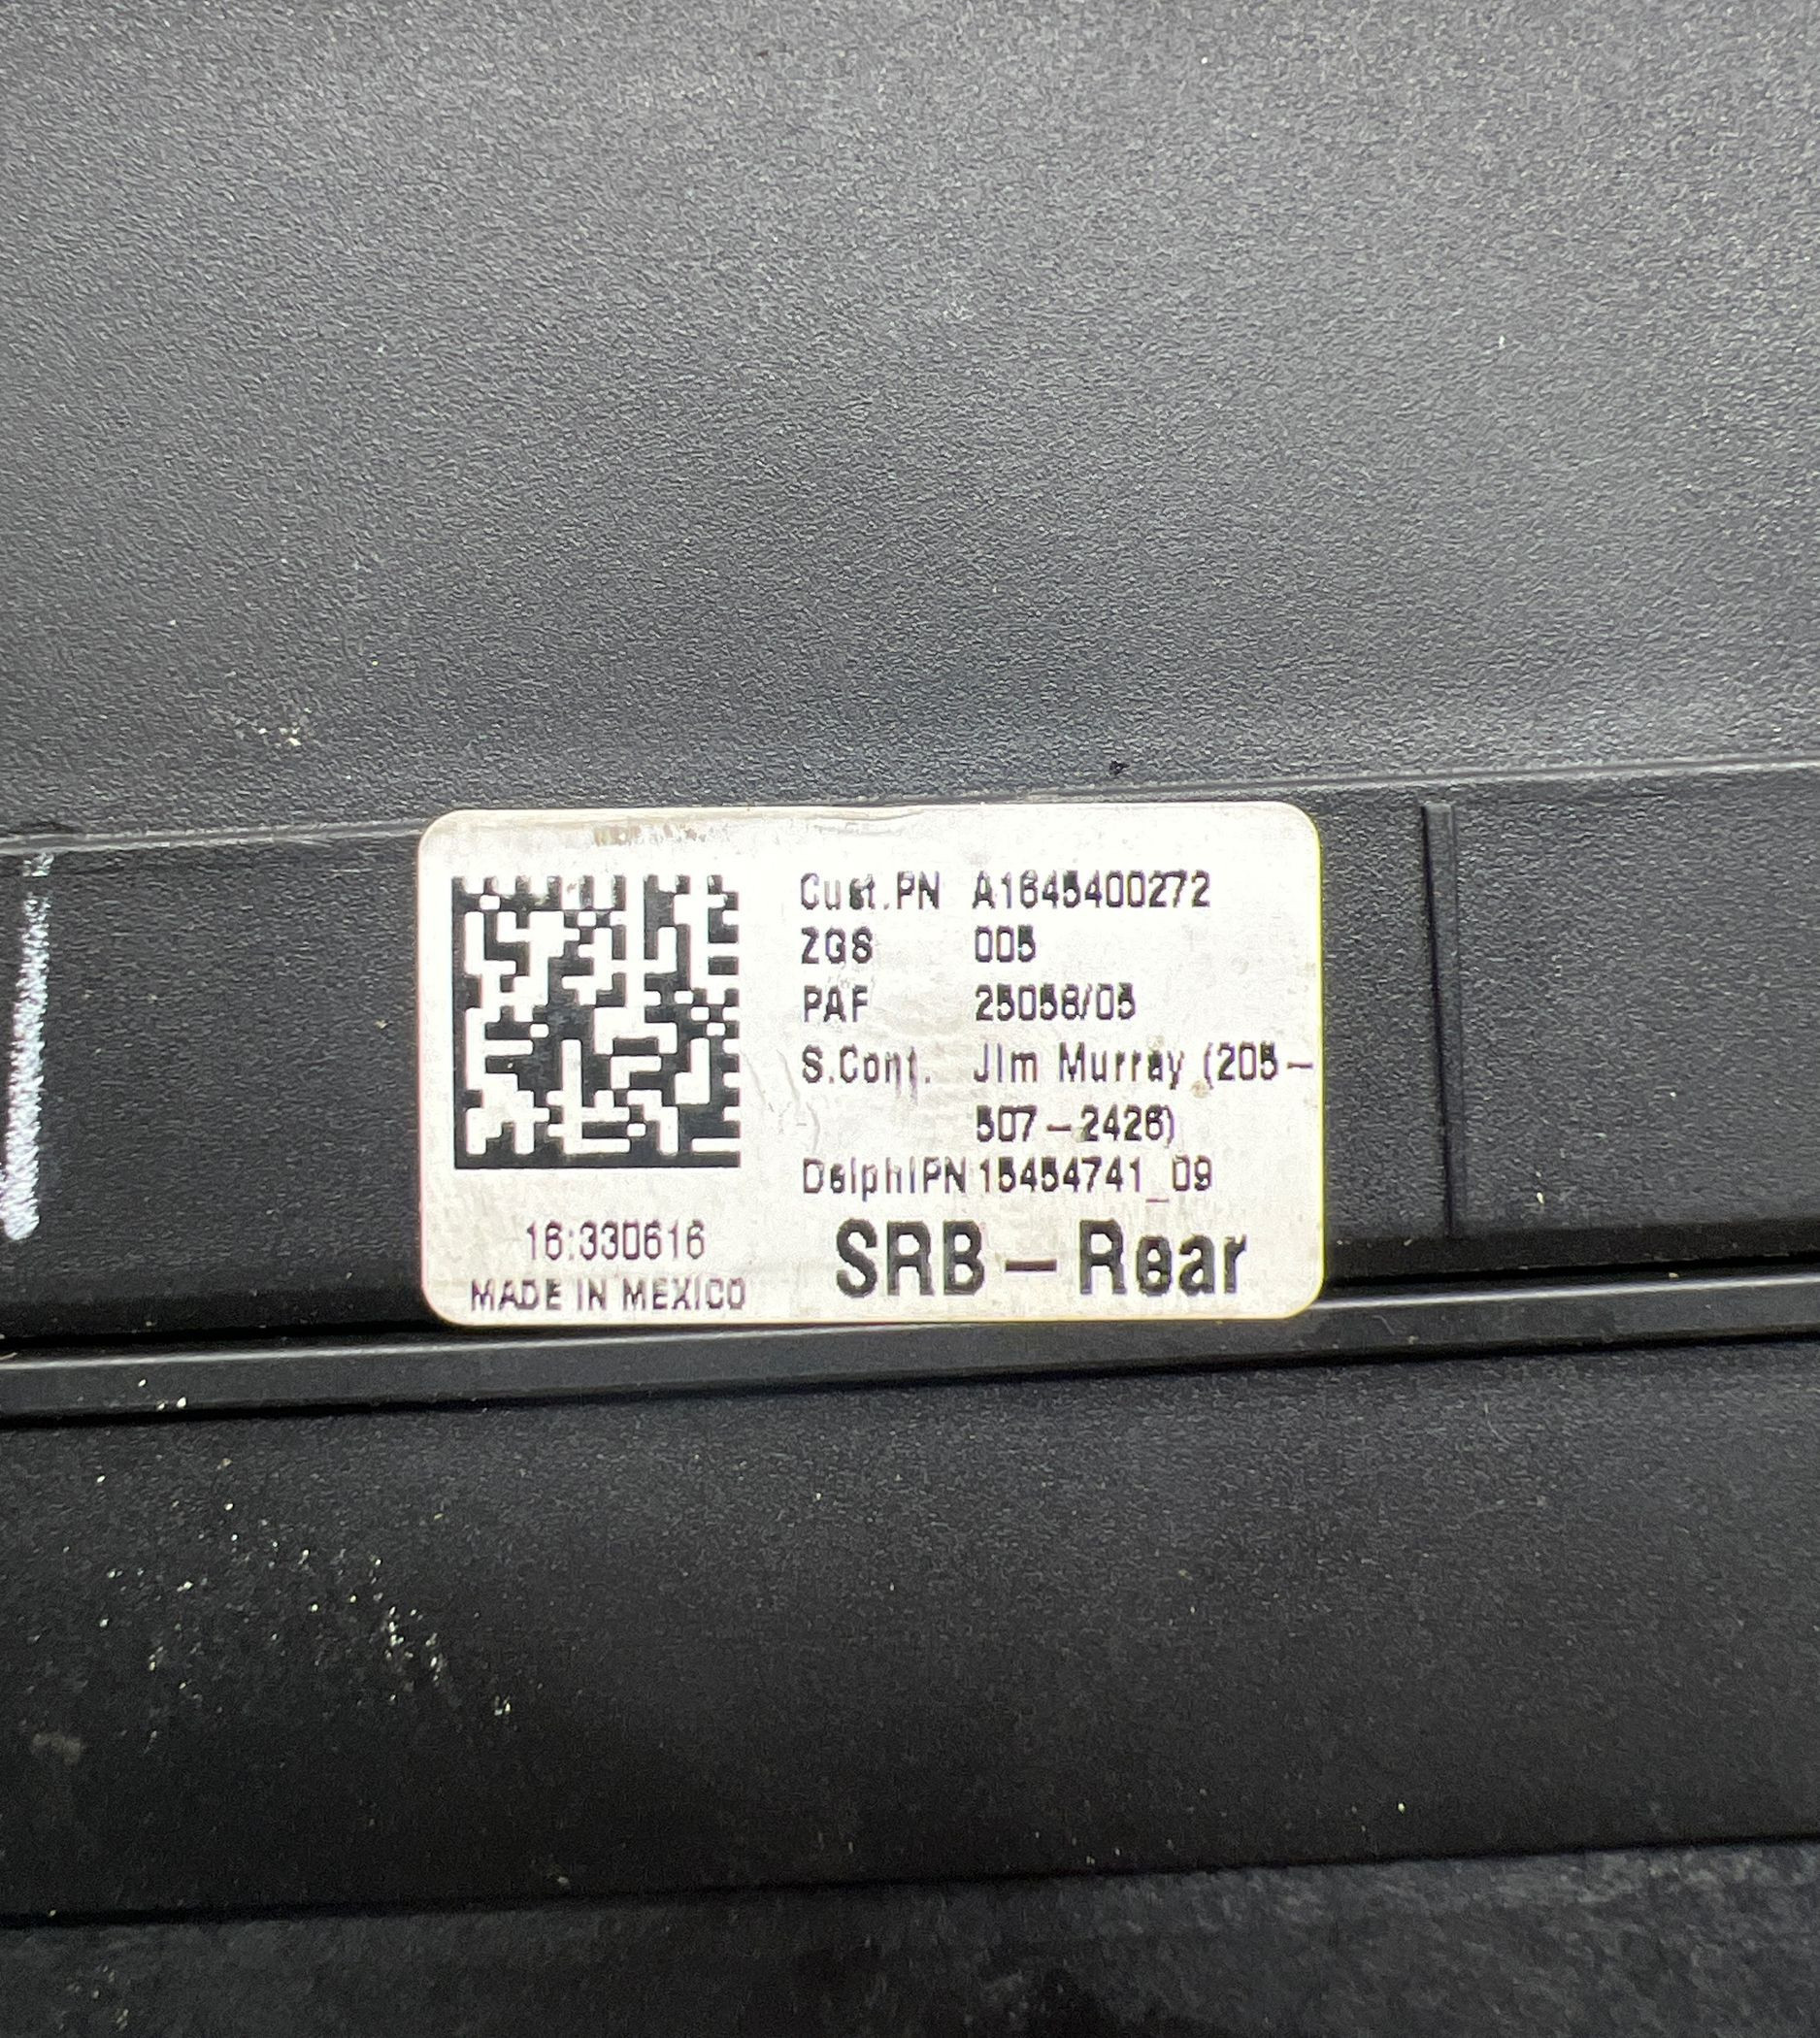 Cust.PN A1645400272
ZGS 005
PAF 25058/05
S.Cont. Jim Murray (205-
507-2426)
DelphiPN 15454741_09
16:330616
MADE IN MEXICO
SRB-Rear